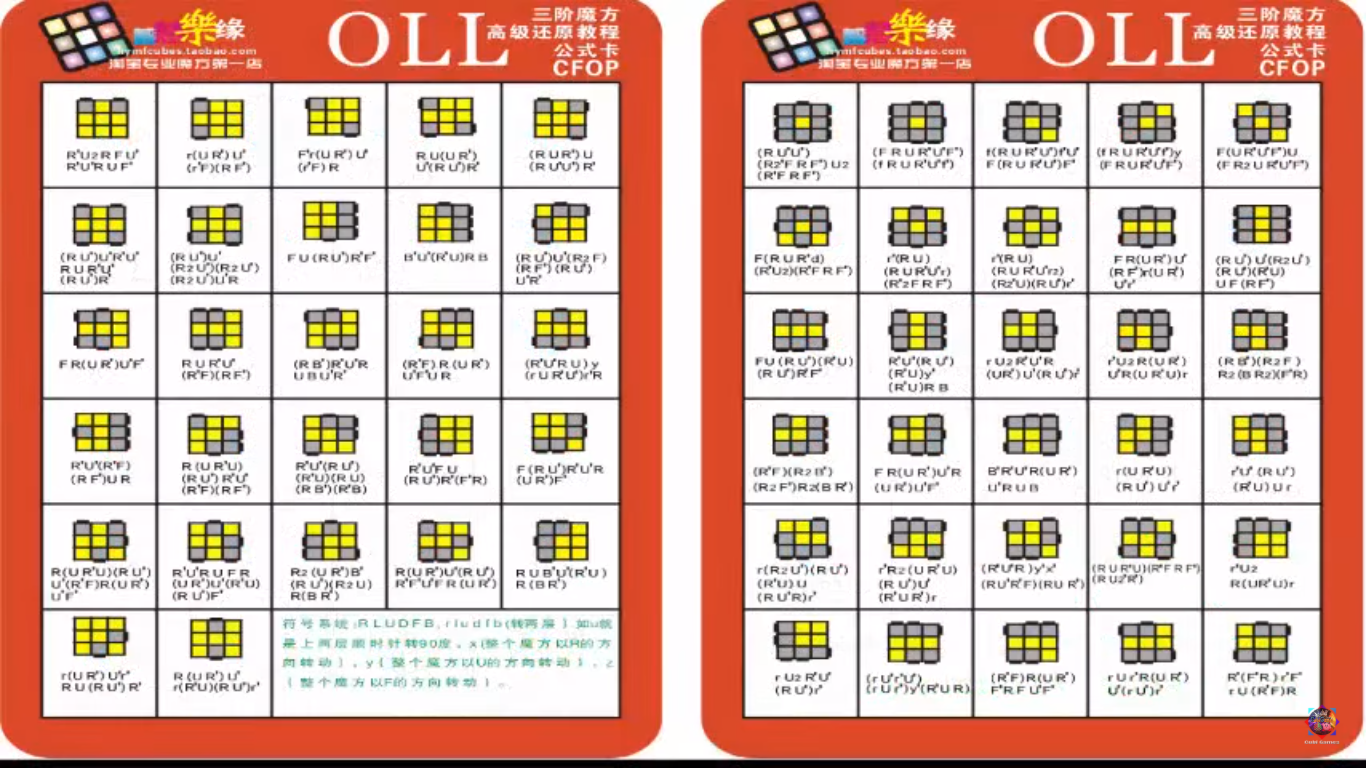 樂缘
hymfcubes.taobao.com
淘宝专业魔方第一店
OLL
三阶魔方
高级还原教程
公式卡
CFOP
R'U2 R F U'
R'U'R U F'
r(U R') U'
(r'F)(R F')
F'r(U R') U'
(r'F) R
R U(U R')
U'(R U')R'
(R U R') U
(R U'U') R'
(R U')U'R'U'
R U R'U'
(R U')R'
(R U')U'
(R2 U')(R2 U')
(R2 U')U'R
F U (R U')R'F'
B'U'(R'U)R B
(R U')U'(R2 F)
(R F') (R U')
U'R'
F R(U R')U'F'
R U R'U'
(R'F)(R F')
(R B')R'U'R
U B U'R'
(R'F) R (U R')
U'F'U R
(R'U'R U) y
(r U R'U')r'R
R'U'(R'F)
(R F')U R
R (U R'U)
(R U') R'U'
(R'F)(R F')
R'U'(R U')
(R'U)(R U)
(R B')(R'B)
R'U'F U
(R U')R'(F'R)
F (R U')R'U'R
(U R')F'
R(U R'U)(R U')
U'(R'F)R(U R')
U'F'
R'U'R U F R
(U R')U'(R'U)
(R U')F'
R2 (U R')B'
(R U')(R2 U)
R(B R')
R(U R')U'(R U')
R'F'U'F R (U R')
R U B'U'(R'U)
R(B R')
r(U R') U'r'
R U (R U') R'
R (U R') U'
r(R'U)(R U')r'
符号系统:R L U D F B, r l u d f b(转两层)如u就
是上两层顺时针转90度。x(整个魔方以R的方
向转动),y(整个魔方以U的方向转动),z
(整个魔方以F的方向转动)。
樂缘
hymfcubes.taobao.com
淘宝专业魔方第一店
OLL
三阶魔方
高级还原教程
公式卡
CFOP
(R U'U')
(R2'F R F') U2
(R'F R F')
(F R U R'U'F')
(f R U R'U'f')
f(R U R'U')f'U'
F(R U R'U')F'
(f R U R'U'f')y
(F R U R'U'F')
F(U R'U'F')U
(F R2 U R'U'F')
F(R U R'd)
(R'U2)(R'F R F')
r'(R U)
(R U R'U'r)
(R'2F R F')
r'(R U)
(R U R'U'r2)
(R2'U)(R U')r'
F R(U R') U'
(R F')r(U R')
U'r'
(R U') U'(R2 U')
(R U')(R'U)
U F (R F')
FU (R U')(R'U)
(R U')R'F'
R'U'(R U')
(R'U)y'
(R'U)R B
r U2 R'U'R
(UR') U'(R U')r'
r'U2 R(U R')
U'R(U R'U)r
(R B')(R2 F )
R2 (B R2)(F'R)
(R'F)(R2 B')
(R2 F')R2(B R')
F R(U R')U'R
(U R')U'F'
B'R'U'R(U R')
U'R U B
r(U R'U)
(R U') U'r'
r'U' (R U')
(R'U) U r
r(R2 U')(R U')
(R'U) U
(R U'R)r'
r'R2 (U R'U)
(R U')U'
(R'U R')r
(R'U'R )y'x'
(RU'R'F)(RU R')
(R U R'U)(R'F R F')
(R U2'R')
r'U2
R(UR'U)r
r U2 R'U'
(R U')r'
(r U'r'U')
(r U r')y'(R'U R)
(R'F)R(U R')
F'R F U'F'
r U r'R(U R')
U'(r U')r'
R'(F'R ) r'F'
r U (R'F)R